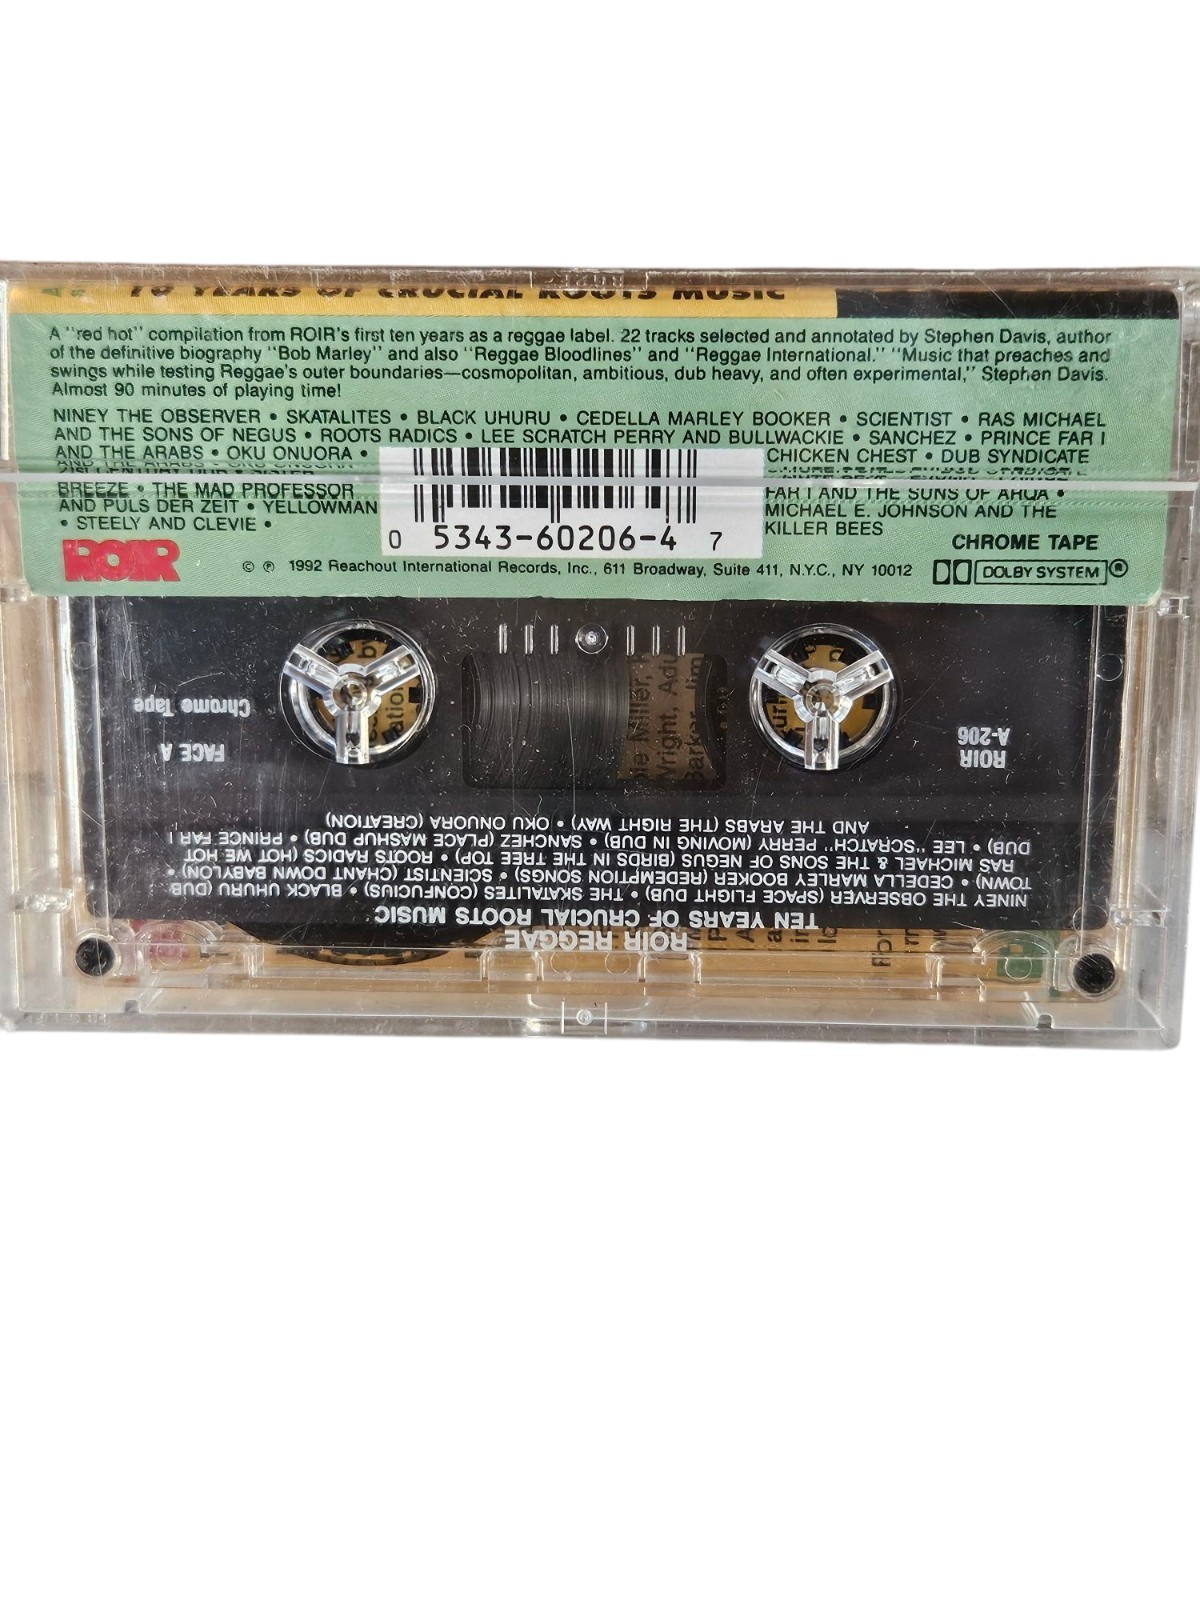 10 YEARS OF CRUCIAL ROOTS MUSIC
A "red hot" compilation from ROIR's first ten years as a reggae label. 22 tracks selected and annotated by Stephen Davis, author
of the definitive biography "Bob Marley" and also "Reggae Bloodlines" and "Reggae International." "Music that preaches and
swings while testing Reggae's outer boundaries—cosmopolitan, ambitious, dub heavy, and often experimental," Stephen Davis.
Almost 90 minutes of playing time!
NINEY THE OBSERVER • SKATALITES • BLACK UHURU • CEDELLA MARLEY BOOKER • SCIENTIST • RAS MICHAEL
AND THE SONS OF NEGUS • ROOTS RADICS • LEE SCRATCH PERRY AND BULLWACKIE • SANCHEZ • PRINCE FAR I
AND THE ARABS • OKU ONUORA • CHICKEN CHEST • DUB SYNDICATE
BREEZE • THE MAD PROFESSOR FAR I AND THE SUNS OF ARQA •
AND PULS DER ZEIT • YELLOWMAN MICHAEL E. JOHNSON AND THE
• STEELY AND CLEVIE • KILLER BEES
0 5343-60206-4 7
CHROME TAPE
ROIR
© ℗ 1992 Reachout International Records, Inc., 611 Broadway, Suite 411, N.Y.C., NY 10012
DOLBY SYSTEM ®
ROIR REGGAE
TEN YEARS OF CRUCIAL ROOTS MUSIC
NINEY THE OBSERVER (SPACE FLIGHT DUB) • THE SKATALITES (CONFUCIUS) • BLACK UHURU (DUB
TOWN) • CEDELLA MARLEY BOOKER (REDEMPTION SONGS) • SCIENTIST (CHANT DOWN BABYLON) •
RAS MICHAEL & THE SONS OF NEGUS (BIRDS IN THE TREE TOP) • ROOTS RADICS (HOT WE HOT
DUB) • LEE "SCRATCH" PERRY (MOVING IN DUB) • SANCHEZ (PLACE MASHUP DUB) • PRINCE FAR I
AND THE ARABS (THE RIGHT WAY) • OKU ONUORA (CREATION)
ROIR
A-206
FACE A
Chrome Tape
Miller,
Wright,
Barker